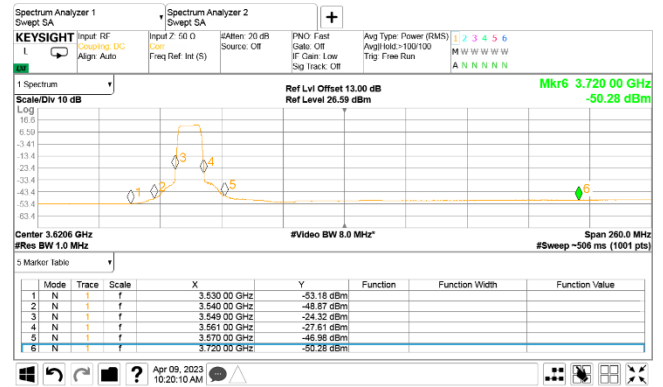 Spectrum Analyzer 1
Swept SA
Spectrum Analyzer 2
Swept SA
KEYSIGHT
L
Input: RF
Coupling: DC
Align: Auto
Input Z: 50 Ω
Corr
Freq Ref: Int (S)
#Atten: 20 dB
Source: Off
PNO: Fast
Gate: Off
IF Gain: Low
Sig Track: Off
Avg Type: Power (RMS)
Avg|Hold:>100/100
Trig: Free Run
1 2 3 4 5 6
M W W W W W
A N N N N N
1 Spectrum
Scale/Div 10 dB
Ref Lvl Offset 13.00 dB
Ref Level 26.59 dBm
Mkr6 3.720 00 GHz
-50.28 dBm
Log
16.6
6.59
-3.41
-13.4
-23.4
-33.4
-43.4
-53.4
-63.4
1
2
3
4
5
6
Center 3.6206 GHz
#Res BW 1.0 MHz
#Video BW 8.0 MHz*
Span 260.0 MHz
#Sweep ~506 ms (1001 pts)
5 Marker Table
Mode Trace Scale X Y Function Function Width Function Value
1 N 1 f 3.530 00 GHz -53.18 dBm
2 N 1 f 3.540 00 GHz -48.87 dBm
3 N 1 f 3.549 00 GHz -24.32 dBm
4 N 1 f 3.561 00 GHz -27.61 dBm
5 N 1 f 3.570 00 GHz -46.98 dBm
6 N 1 f 3.720 00 GHz -50.28 dBm
?
Apr 09, 2023
10:20:10 AM